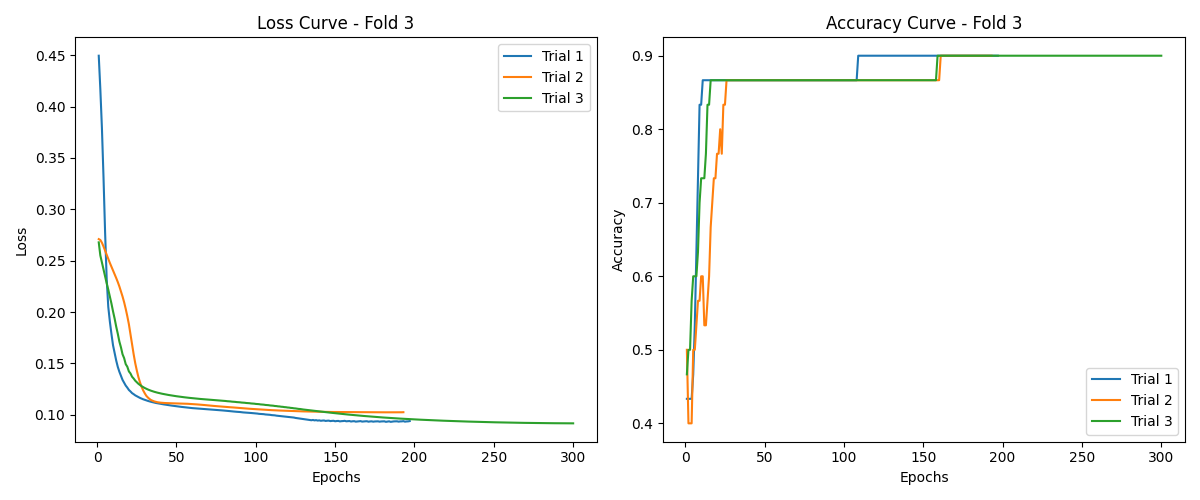 Loss Curve - Fold 3
Loss
0.45
0.40
0.35
0.30
0.25
0.20
0.15
0.10
Trial 1
Trial 2
Trial 3
0
50
100
150
200
250
300
Epochs
Accuracy Curve - Fold 3
Accuracy
0.9
0.8
0.7
0.6
0.5
0.4
Trial 1
Trial 2
Trial 3
0
50
100
150
200
250
300
Epochs